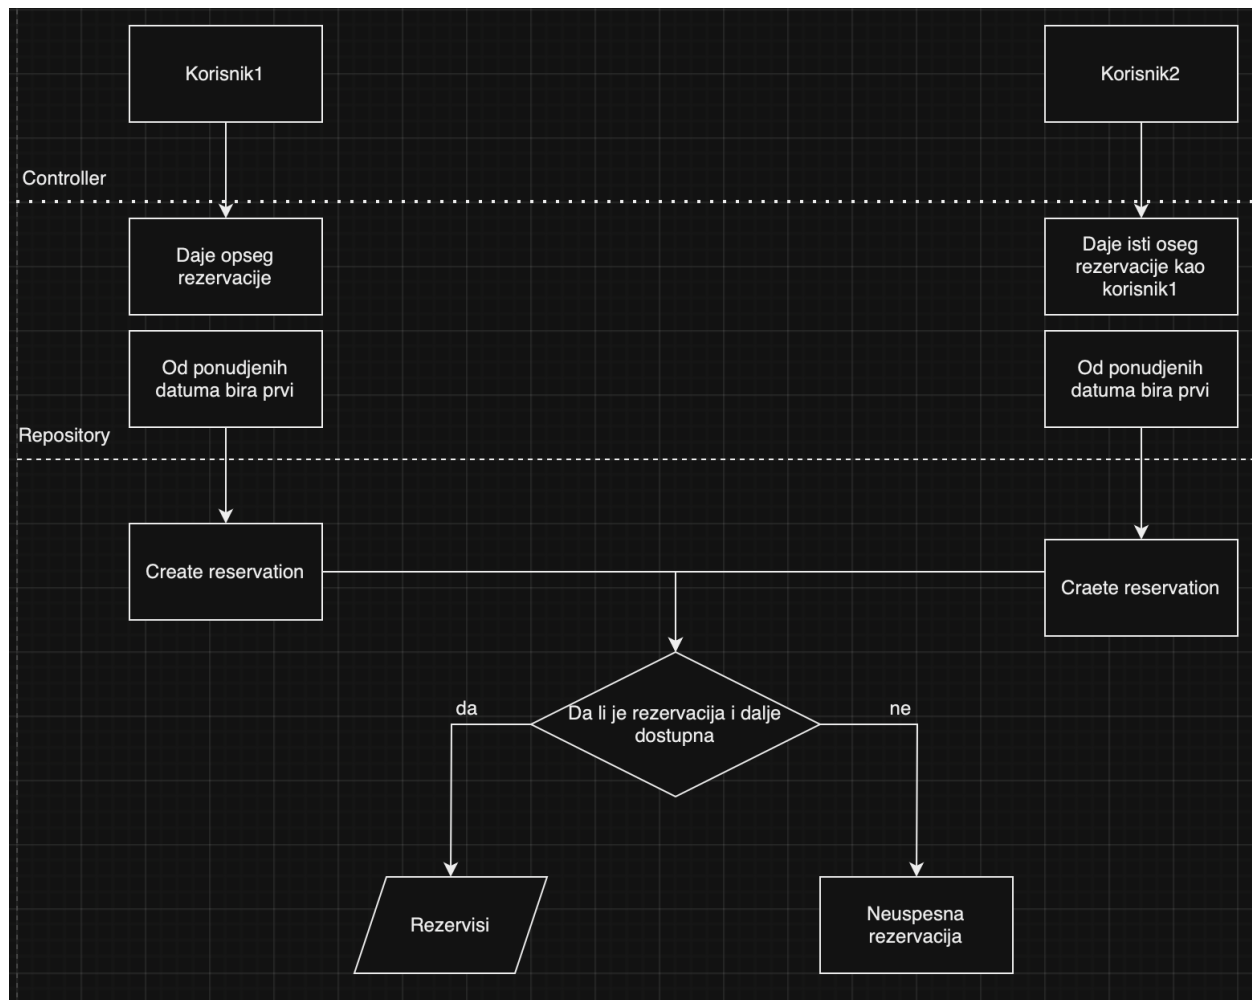 Korisnik1
Korisnik2
Controller
Daje opseg
rezervacije
Daje isti oseg
rezervacije kao
korisnik1
Od ponudjenih
datuma bira prvi
Od ponudjenih
datuma bira prvi
Repository
Create reservation
Craete reservation
da
Da li je rezervacija i dalje
dostupna
ne
Rezervisi
Neuspesna
rezervacija